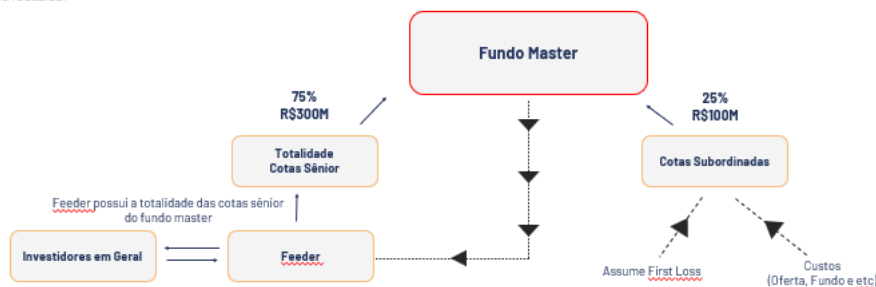 Fundo Master
75%
R$300M
25%
R$100M
Totalidade
Cotas Sênior
Cotas Subordinadas
Feeder possui a totalidade das cotas sênior
do fundo master
Investidores em Geral
Feeder
Assume First Loss
Custos
(Oferta, Fundo e etc)